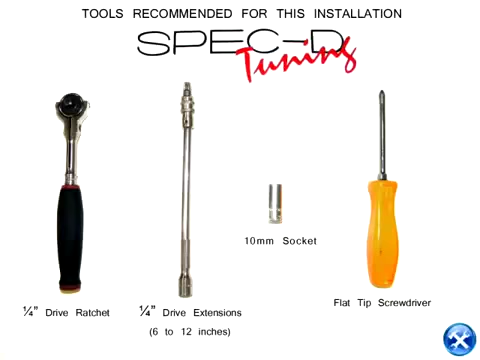 TOOLS RECOMMENDED FOR THIS INSTALLATION
SPEC-D
Tuning
10mm Socket
¼” Drive Ratchet
¼” Drive Extensions
(6 to 12 inches)
Flat Tip Screwdriver